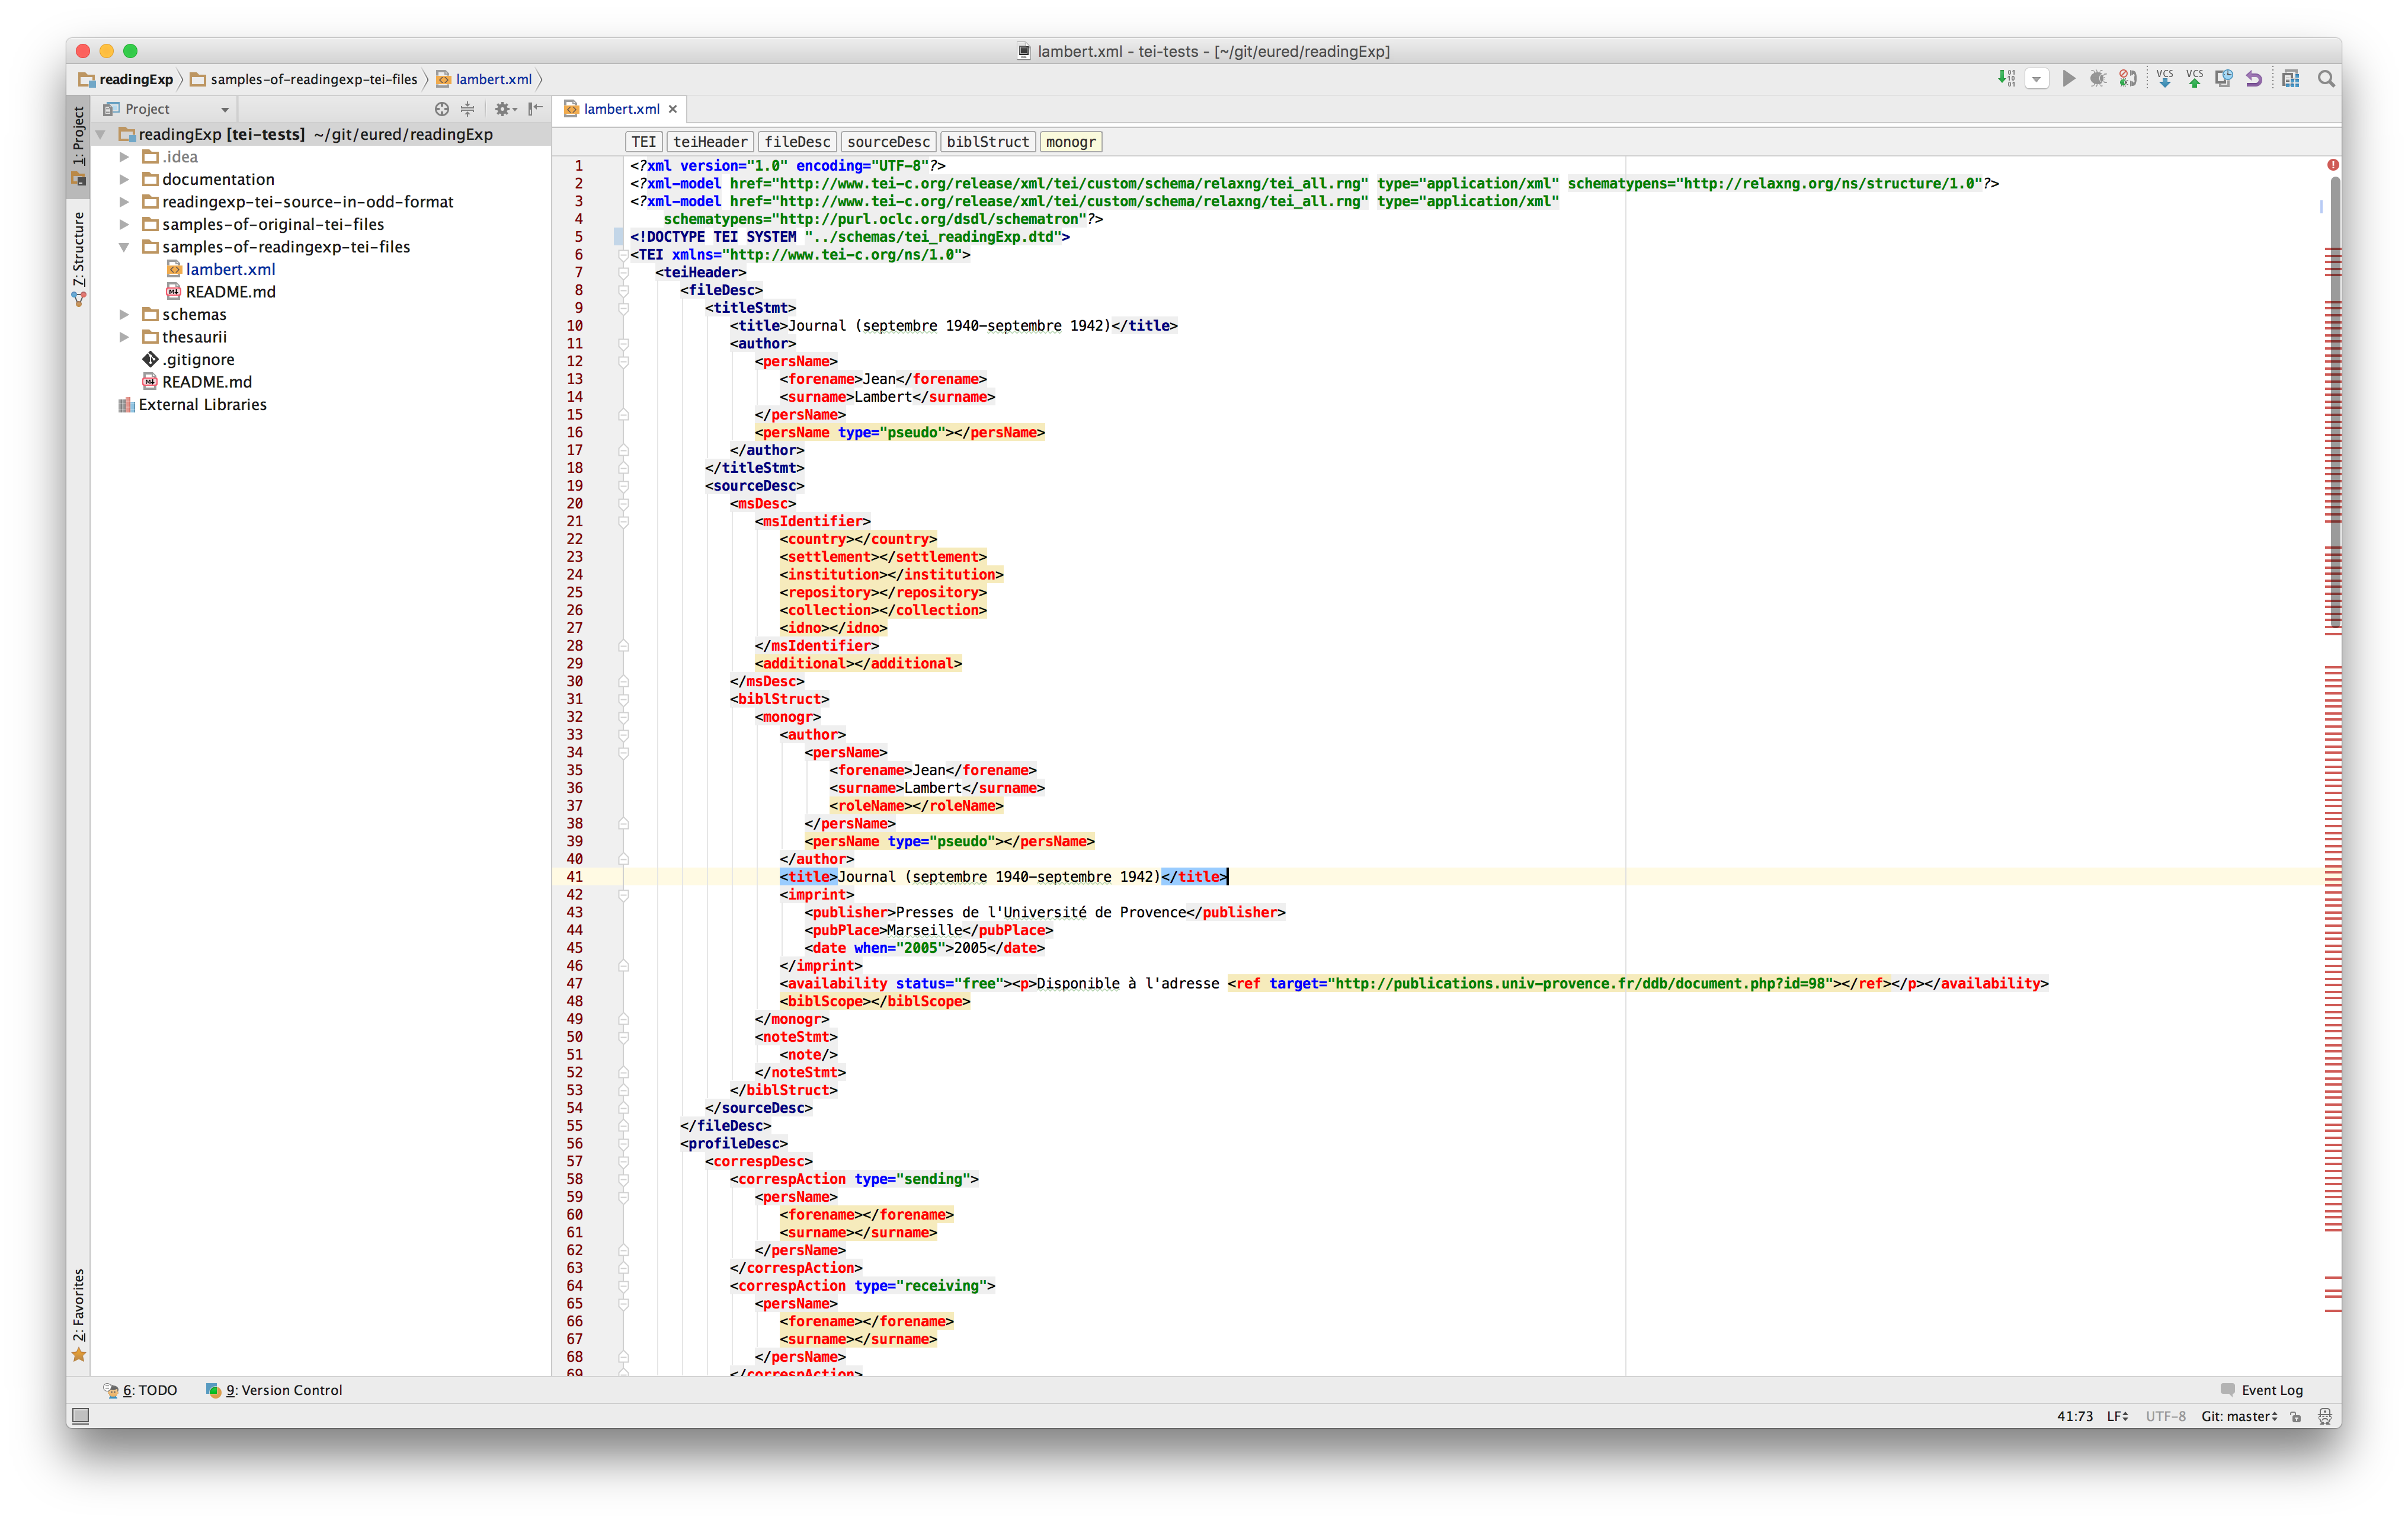 lambert.xml - tei-tests - [~/git/eured/readingExp]
readingExp samples-of-readingexp-tei-files lambert.xml
VCS VCS
Project
lambert.xml
1: Project
7: Structure
2: Favorites
readingExp [tei-tests] ~/git/eured/readingExp
.idea
documentation
readingexp-tei-source-in-odd-format
samples-of-original-tei-files
samples-of-readingexp-tei-files
lambert.xml
README.md
schemas
thesaurii
.gitignore
README.md
External Libraries
TEI teiHeader fileDesc sourceDesc biblStruct monogr
1 <?xml version="1.0" encoding="UTF-8"?>
2 <?xml-model href="http://www.tei-c.org/release/xml/tei/custom/schema/relaxng/tei_all.rng" type="application/xml" schematypens="http://relaxng.org/ns/structure/1.0"?>
3 <?xml-model href="http://www.tei-c.org/release/xml/tei/custom/schema/relaxng/tei_all.rng" type="application/xml"
4 schematypens="http://purl.oclc.org/dsdl/schematron"?>
5 <!DOCTYPE TEI SYSTEM "../schemas/tei_readingExp.dtd">
6 <TEI xmlns="http://www.tei-c.org/ns/1.0">
7 <teiHeader>
8 <fileDesc>
9 <titleStmt>
10 <title>Journal (septembre 1940-septembre 1942)</title>
11 <author>
12 <persName>
13 <forename>Jean</forename>
14 <surname>Lambert</surname>
15 </persName>
16 <persName type="pseudo"></persName>
17 </author>
18 </titleStmt>
19 <sourceDesc>
20 <msDesc>
21 <msIdentifier>
22 <country></country>
23 <settlement></settlement>
24 <institution></institution>
25 <repository></repository>
26 <collection></collection>
27 <idno></idno>
28 </msIdentifier>
29 <additional></additional>
30 </msDesc>
31 <biblStruct>
32 <monogr>
33 <author>
34 <persName>
35 <forename>Jean</forename>
36 <surname>Lambert</surname>
37 <roleName></roleName>
38 </persName>
39 <persName type="pseudo"></persName>
40 </author>
41 <title>Journal (septembre 1940-septembre 1942)</title>
42 <imprint>
43 <publisher>Presses de l'Université de Provence</publisher>
44 <pubPlace>Marseille</pubPlace>
45 <date when="2005">2005</date>
46 </imprint>
47 <availability status="free"><p>Disponible à l'adresse <ref target="http://publications.univ-provence.fr/ddb/document.php?id=98"></ref></p></availability>
48 <biblScope></biblScope>
49 </monogr>
50 <noteStmt>
51 <note/>
52 </noteStmt>
53 </biblStruct>
54 </sourceDesc>
55 </fileDesc>
56 <profileDesc>
57 <correspDesc>
58 <correspAction type="sending">
59 <persName>
60 <forename></forename>
61 <surname></surname>
62 </persName>
63 </correspAction>
64 <correspAction type="receiving">
65 <persName>
66 <forename></forename>
67 <surname></surname>
68 </persName>
69 </correspAction>
6: TODO 9: Version Control Event Log
41:73 LF UTF-8 Git: master